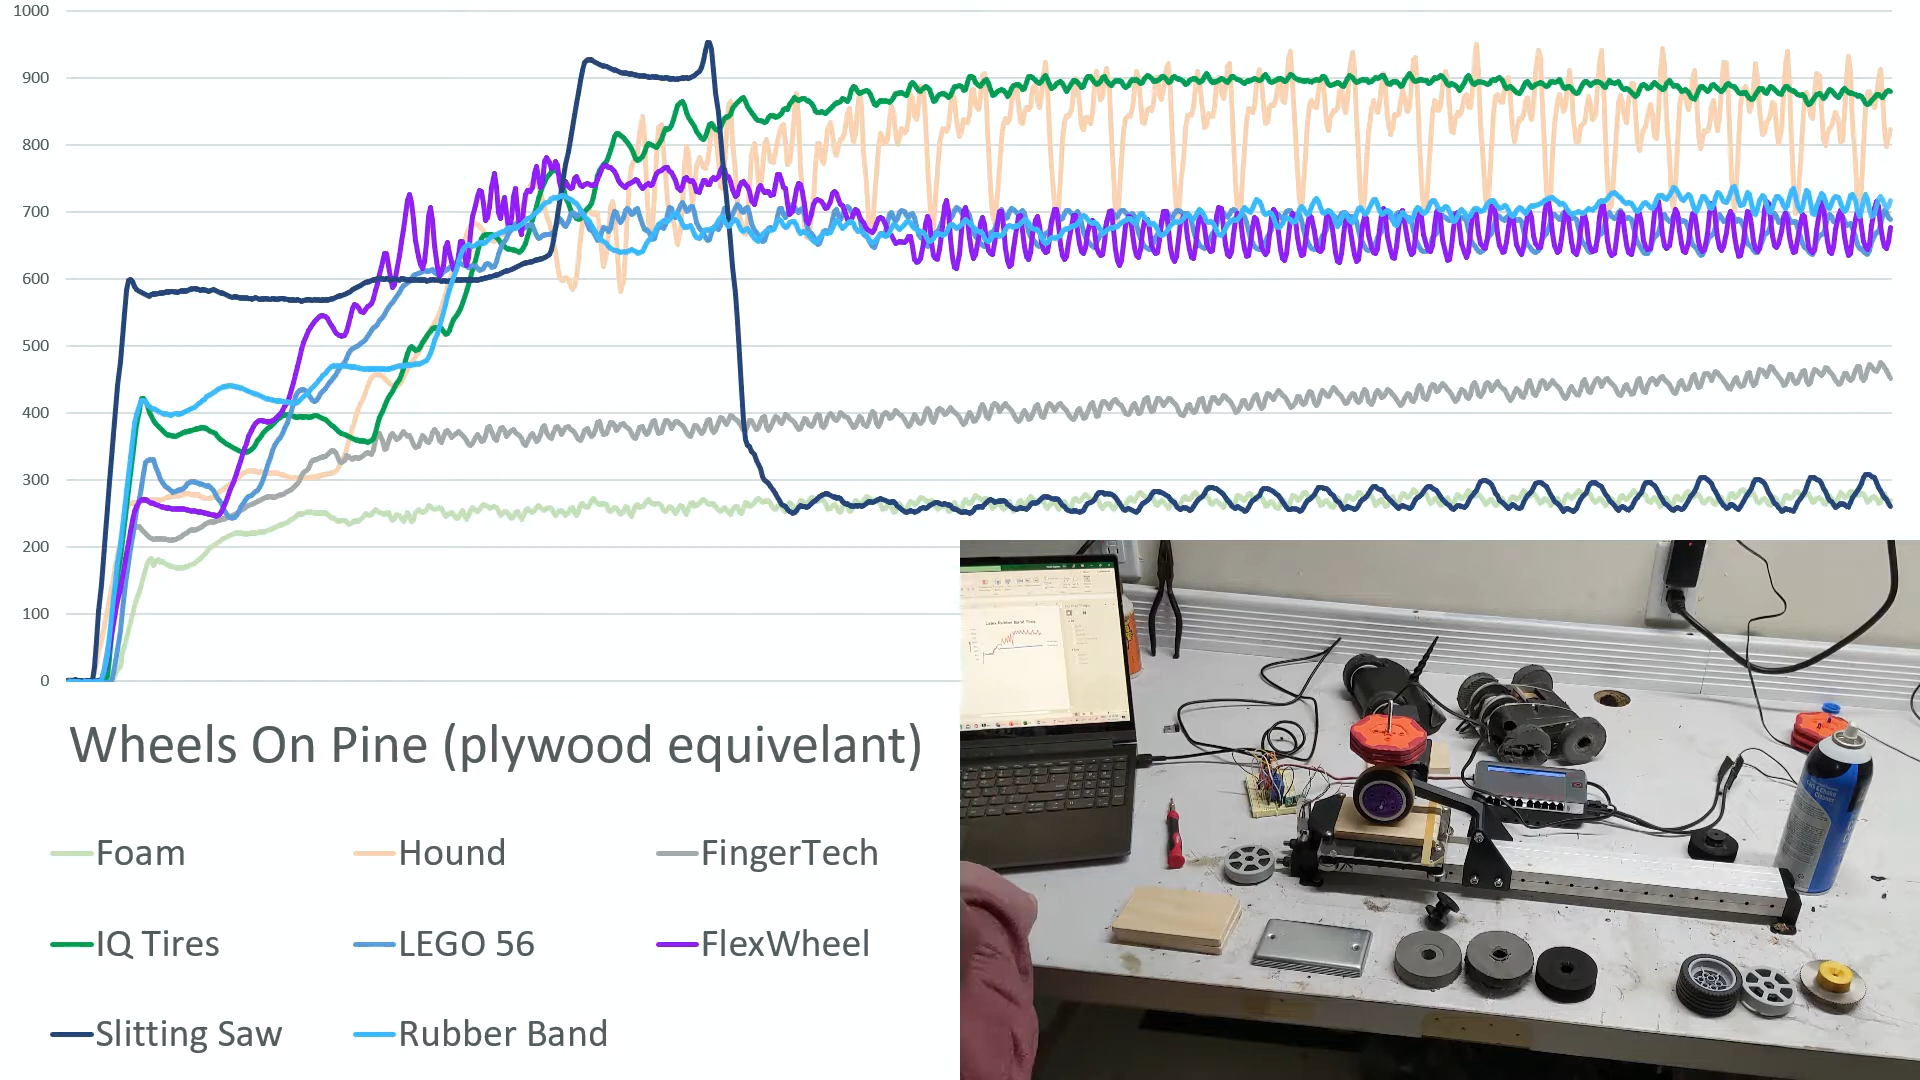 1000
900
800
700
600
500
400
300
200
100
0
Wheels On Pine (plywood equivelant)
Foam Hound FingerTech
IQ Tires LEGO 56 FlexWheel
Slitting Saw Rubber Band